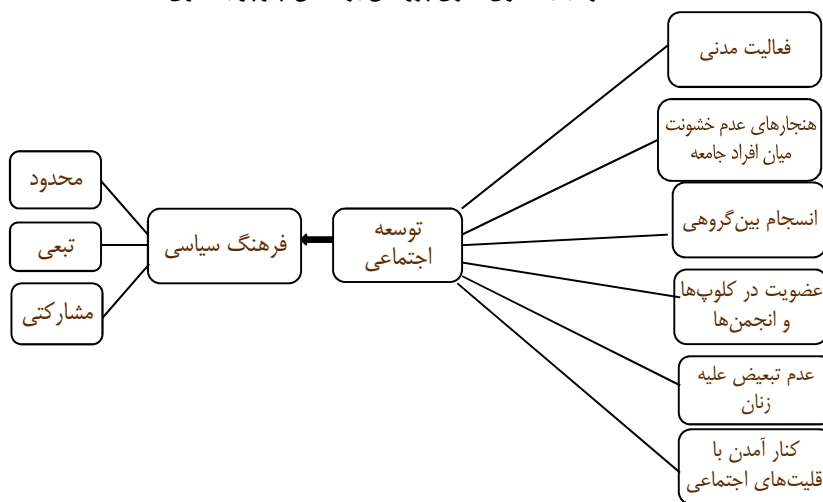 فعالیت مدنی
هنجارهای عدم خشونت
میان افراد جامعه
انسجام بین‌گروهی
عضویت در کلوپ‌ها
و انجمن‌ها
عدم تبعیض علیه
زنان
کنار آمدن با
قلیت‌های اجتماعی
توسعه
اجتماعی
فرهنگ سیاسی
محدود
تبعی
مشارکتی